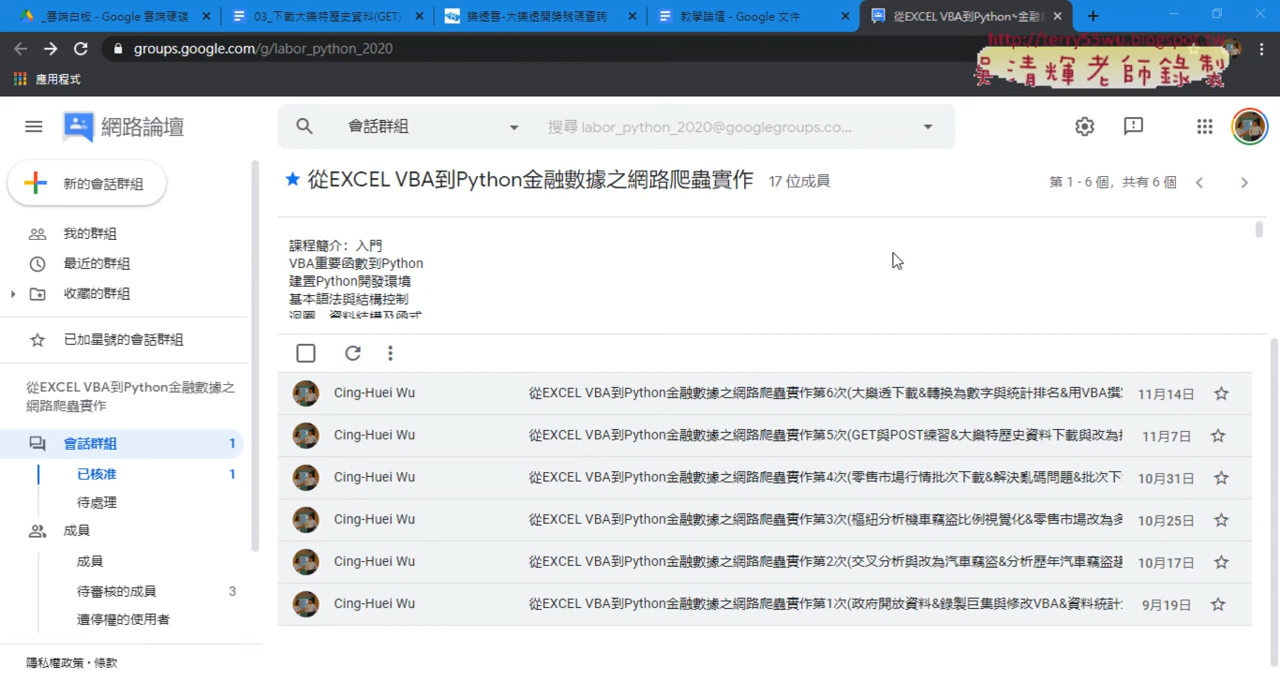 _雲端白板 - Google 雲端硬碟
03_下載大樂特歷史資料(GET)
樂透雲-大樂透開獎號碼查詢
教學論壇 - Google 文件
從EXCEL VBA到Python~金融
groups.google.com/g/labor_python_2020
http://terry55wu.blogspot.tw
吳清輝老師錄製
應用程式
網路論壇
會話群組
搜尋 labor_python_2020@googlegroups.co...
新的會話群組
從EXCEL VBA到Python金融數據之網路爬蟲實作
17 位成員
第 1 - 6 個，共有 6 個
我的群組
最近的群組
收藏的群組
已加星號的會話群組
從EXCEL VBA到Python金融數據之
網路爬蟲實作
會話群組 1
已核准 1
待處理
成員
成員
待審核的成員 3
遭停權的使用者
隱私權政策 • 條款
課程簡介：入門
VBA重要函數到Python
建置Python開發環境
基本語法與結構控制
迴圈、資料結構及函式
Cing-Huei Wu 從EXCEL VBA到Python金融數據之網路爬蟲實作第6次(大樂透下載&轉換為數字與統計排名&用VBA撰 11月14日
Cing-Huei Wu 從EXCEL VBA到Python金融數據之網路爬蟲實作第5次(GET與POST練習&大樂特歷史資料下載與改為 11月7日
Cing-Huei Wu 從EXCEL VBA到Python金融數據之網路爬蟲實作第4次(零售市場行情批次下載&解決亂碼問題&批次下 10月31日
Cing-Huei Wu 從EXCEL VBA到Python金融數據之網路爬蟲實作第3次(樞紐分析機車竊盜比例視覺化&零售市場改為多 10月25日
Cing-Huei Wu 從EXCEL VBA到Python金融數據之網路爬蟲實作第2次(交叉分析與改為汽車竊盜&分析歷年汽車竊盜趨 10月17日
Cing-Huei Wu 從EXCEL VBA到Python金融數據之網路爬蟲實作第1次(政府開放資料&錄製巨集與修改VBA&資料統計 9月19日